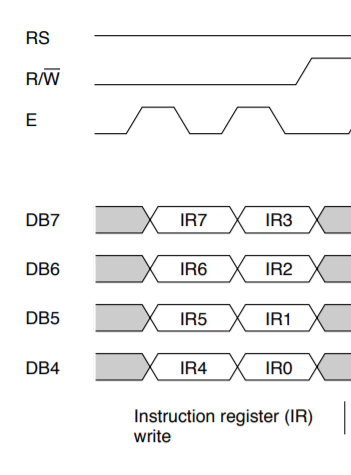 RS
R/W̅
E
DB7 IR7 IR3
DB6 IR6 IR2
DB5 IR5 IR1
DB4 IR4 IR0
Instruction register (IR)
write